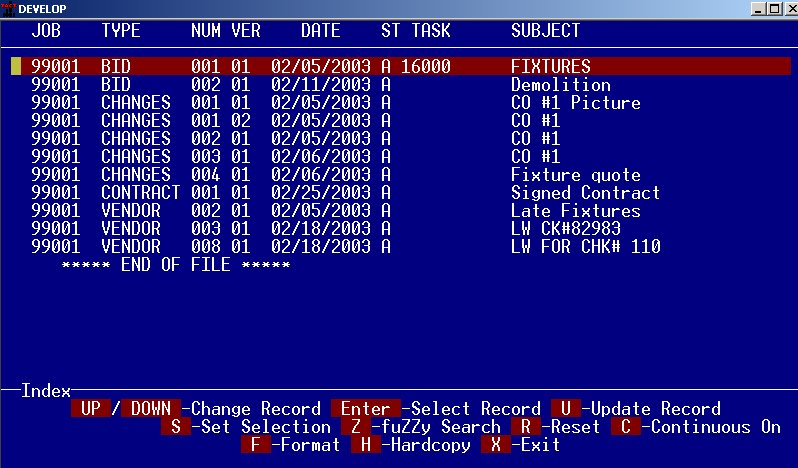 DEVELOP
JOB TYPE NUM VER DATE ST TASK SUBJECT
99001 BID 001 01 02/05/2003 A 16000 FIXTURES
99001 BID 002 01 02/11/2003 A Demolition
99001 CHANGES 001 01 02/05/2003 A CO #1 Picture
99001 CHANGES 001 02 02/05/2003 A CO #1
99001 CHANGES 002 01 02/05/2003 A CO #1
99001 CHANGES 003 01 02/06/2003 A CO #1
99001 CHANGES 004 01 02/06/2003 A Fixture quote
99001 CONTRACT 001 01 02/25/2003 A Signed Contract
99001 VENDOR 002 01 02/05/2003 A Late Fixtures
99001 VENDOR 003 01 02/18/2003 A LW CK#82983
99001 VENDOR 008 01 02/18/2003 A LW FOR CHK# 110
***** END OF FILE *****
Index
UP / DOWN -Change Record Enter -Select Record U -Update Record
S -Set Selection Z -fuZZy Search R -Reset C -Continuous On
F -Format H -Hardcopy X -Exit